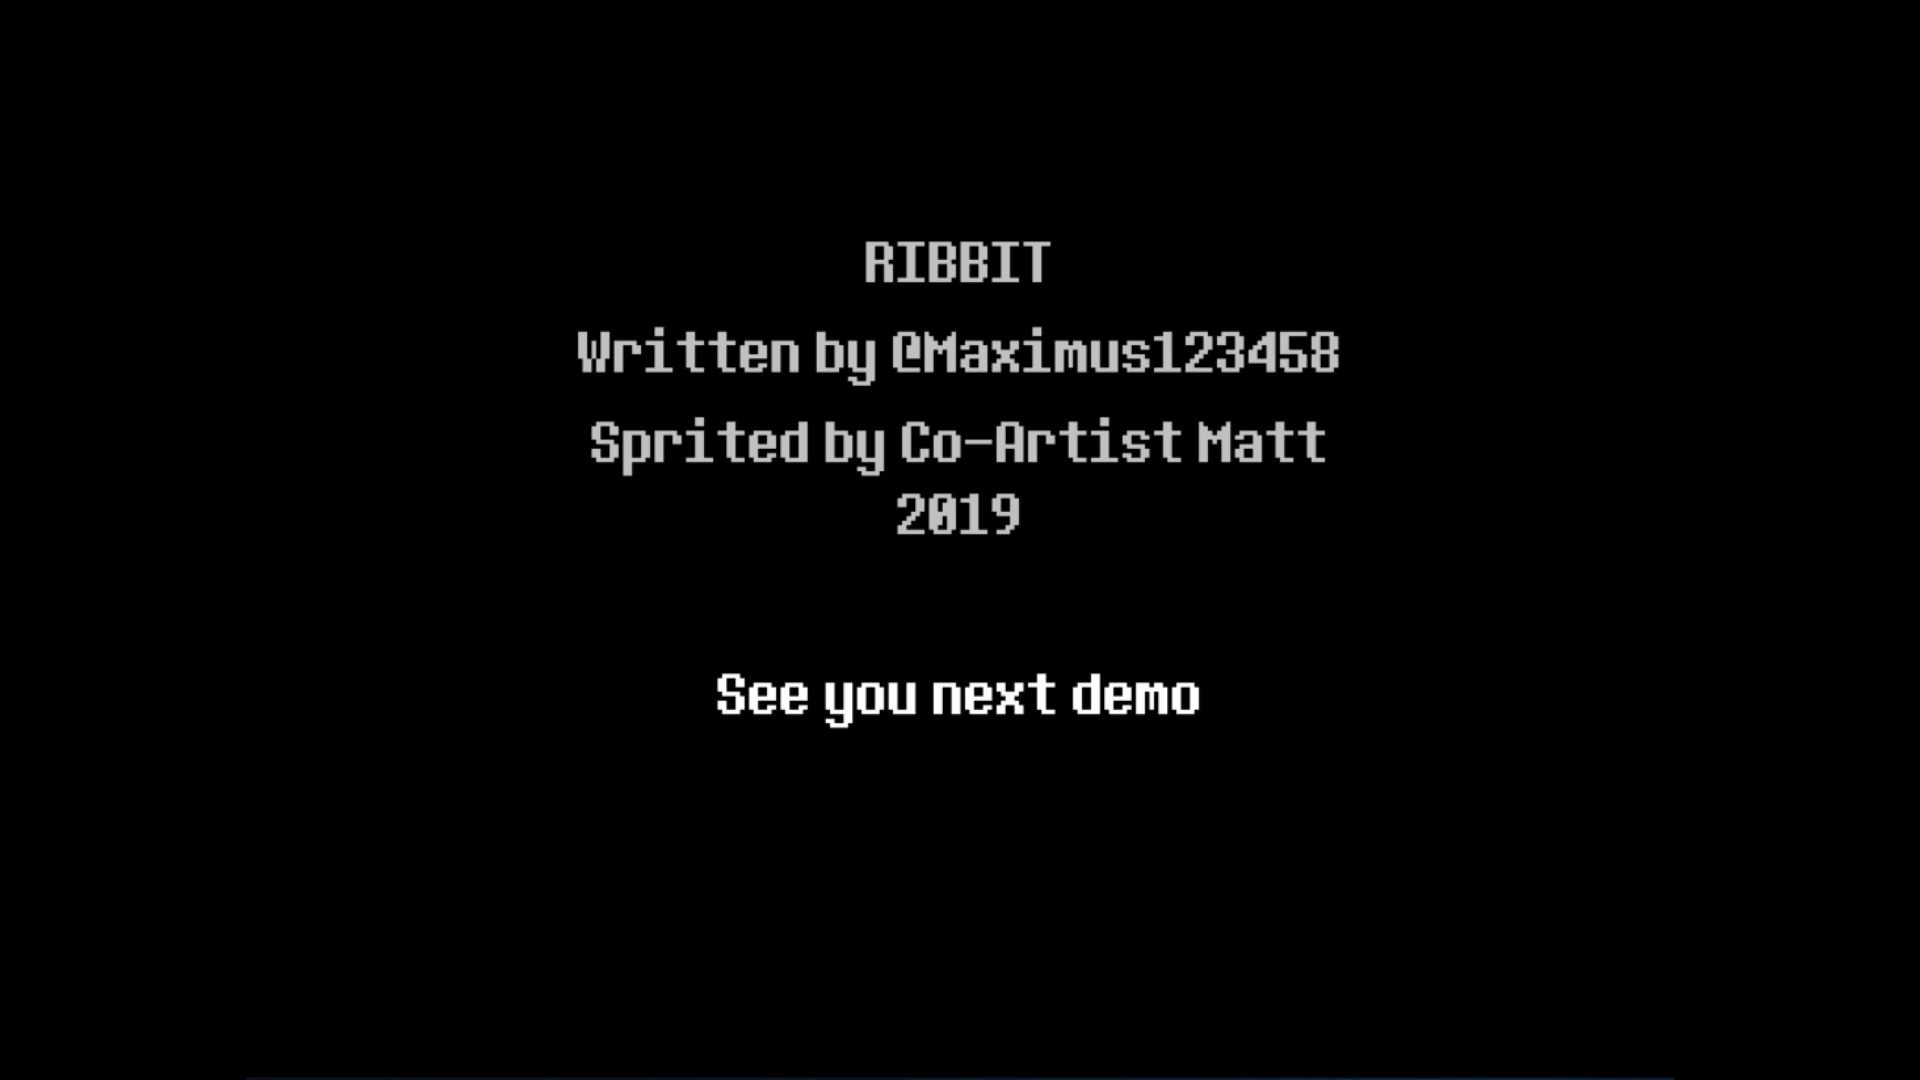 RIBBIT
Written by @Maximus123458
Sprited by Co-Artist Matt
2019
See you next demo